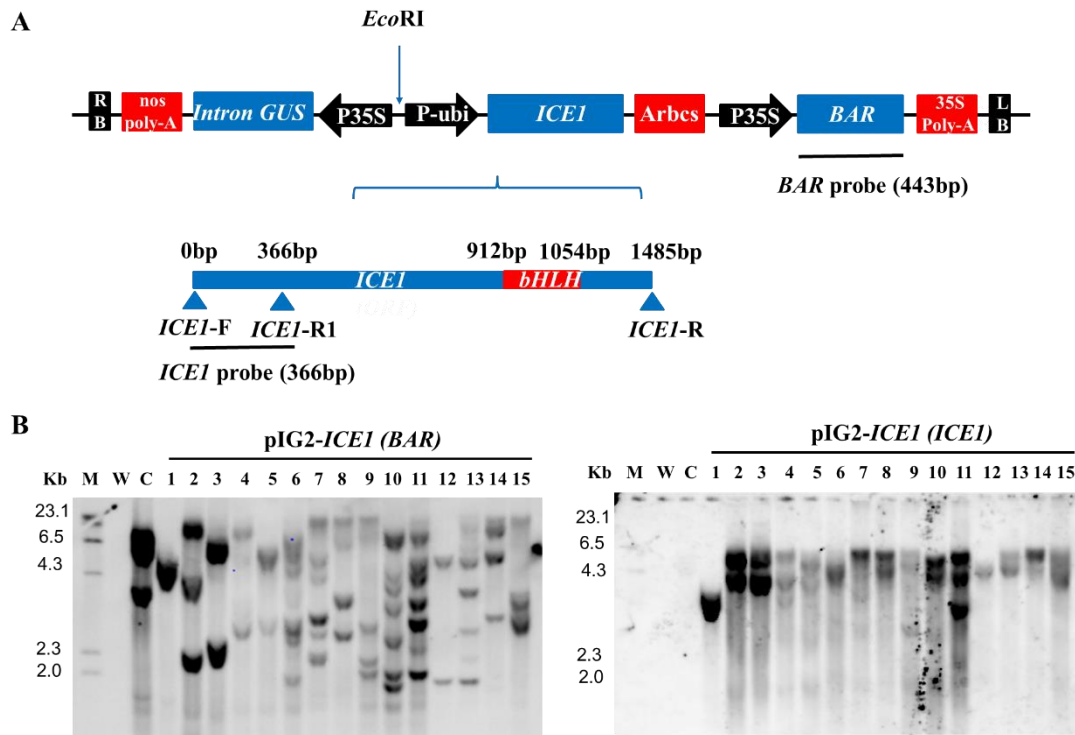 A
EcoRI
RB
nos poly-A
Intron GUS
P35S
P-ubi
ICE1
Arbcs
P35S
BAR
35S Poly-A
LB
BAR probe (443bp)
0bp 366bp 912bp 1054bp 1485bp
ICE1 bHLH
ICE1-F ICE1-R1 ICE1-R
ICE1 probe (366bp)
B
pIG2-ICE1 (BAR)
Kb M W C 1 2 3 4 5 6 7 8 9 10 11 12 13 14 15
23.1
6.5
4.3
2.3
2.0
pIG2-ICE1 (ICE1)
Kb M W C 1 2 3 4 5 6 7 8 9 10 11 12 13 14 15
23.1
6.5
4.3
2.3
2.0